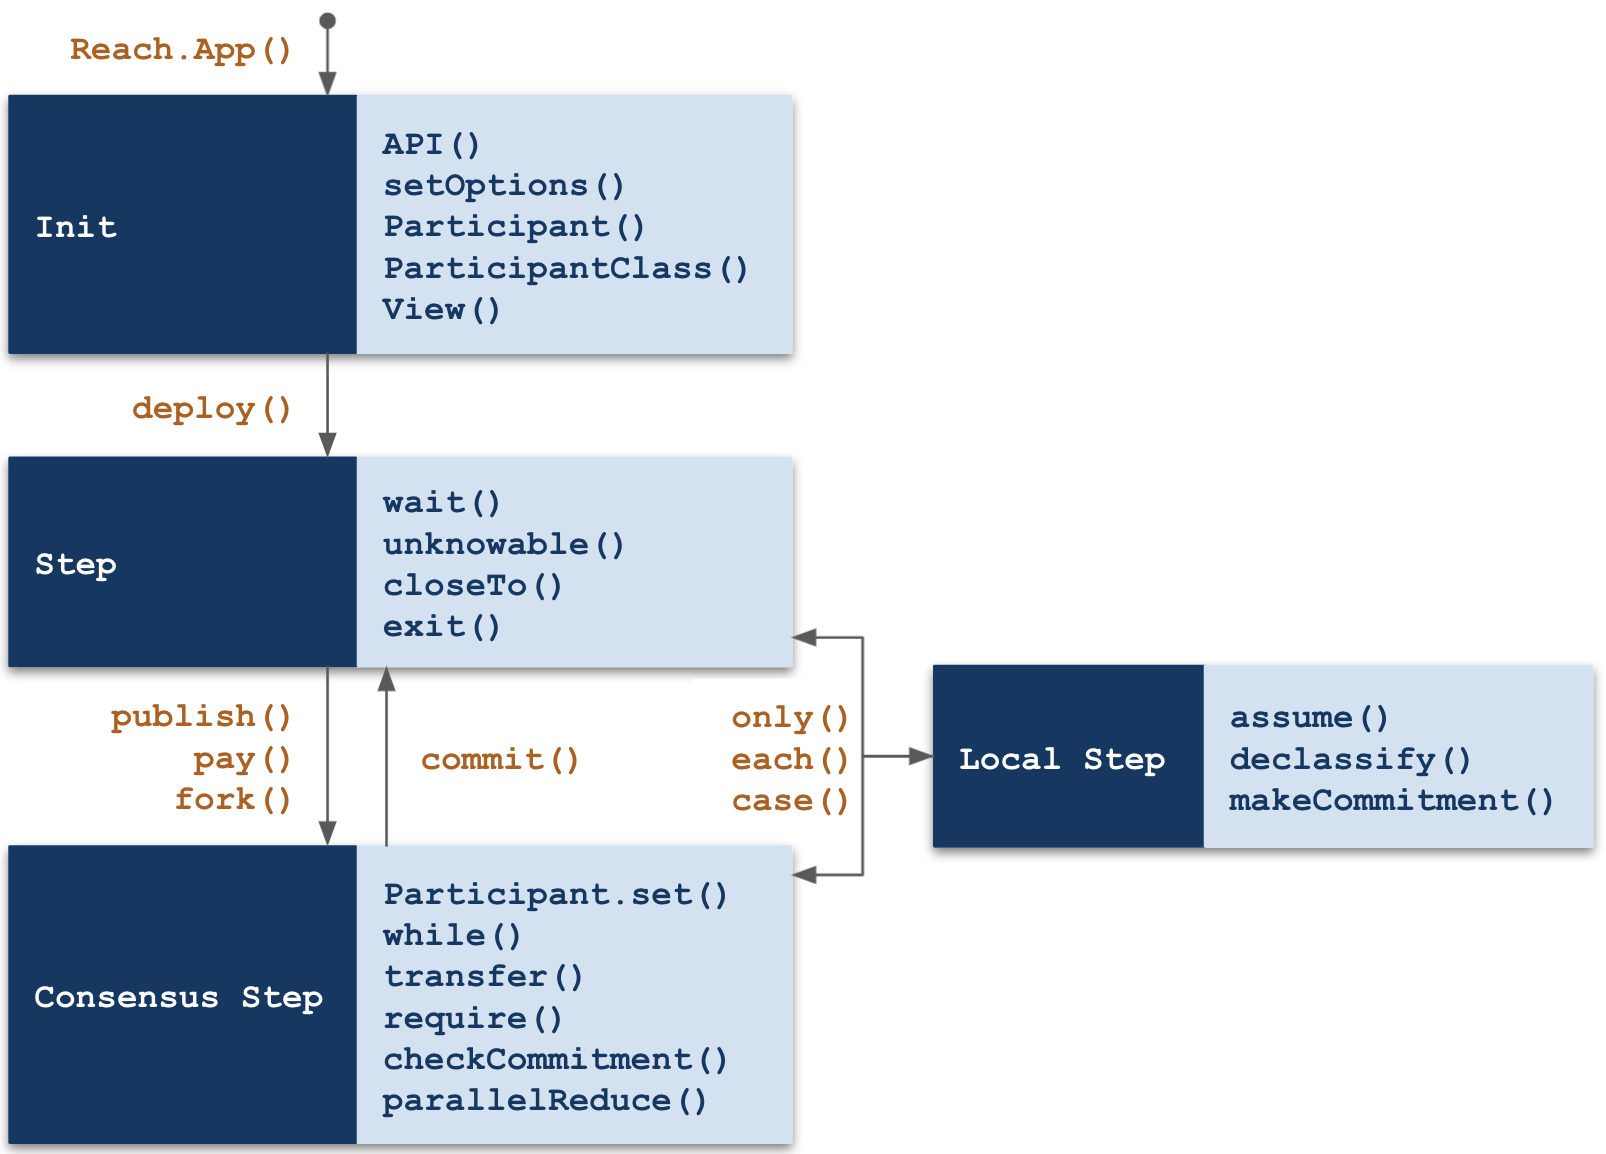 Reach.App()
Init
API()
setOptions()
Participant()
ParticipantClass()
View()
deploy()
Step
wait()
unknowable()
closeTo()
exit()
publish()
pay()
fork()
commit()
only()
each()
case()
Local Step
assume()
declassify()
makeCommitment()
Consensus Step
Participant.set()
while()
transfer()
require()
checkCommitment()
parallelReduce()